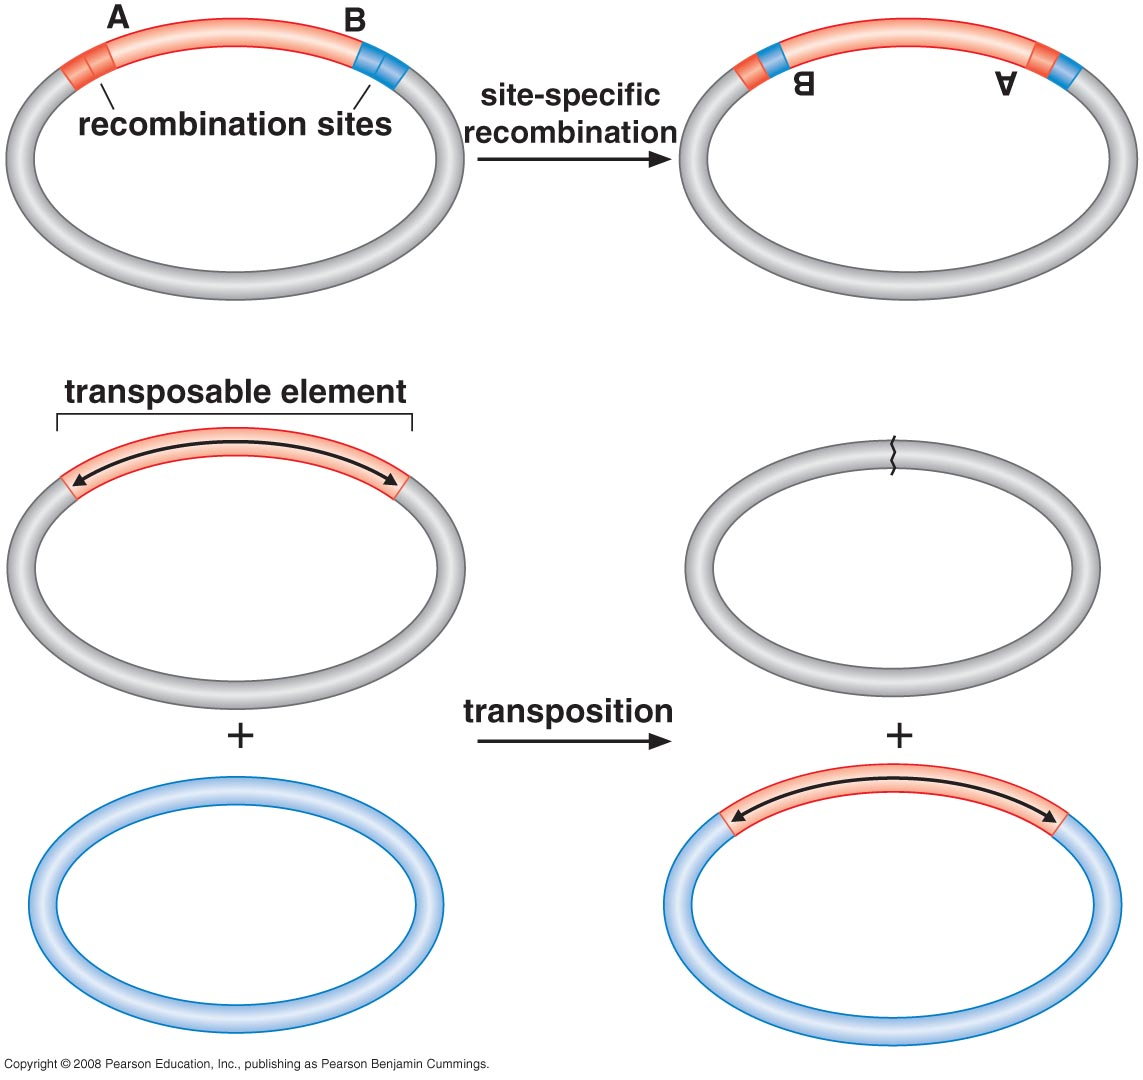 A
B
recombination sites
site-specific
recombination
B
A
transposable element
+
transposition
+
Copyright © 2008 Pearson Education, Inc., publishing as Pearson Benjamin Cummings.